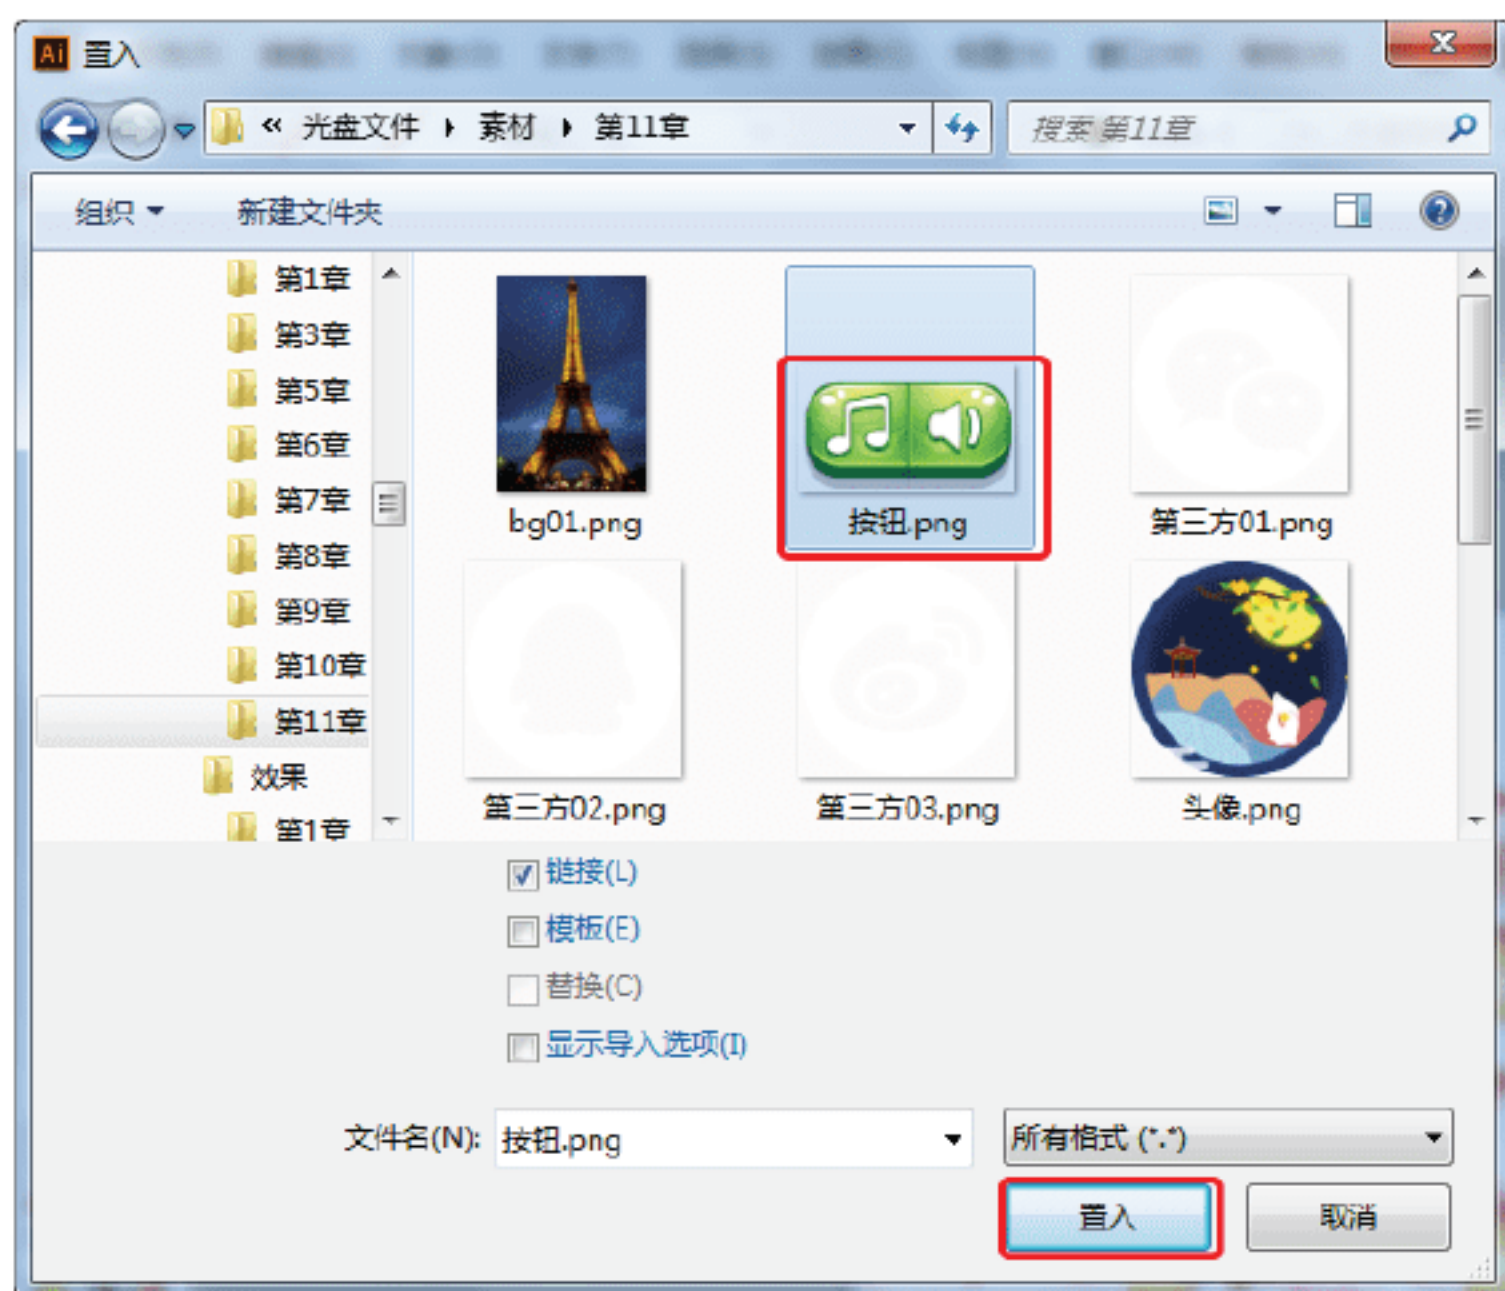 Ai 置入
« 光盘文件 素材 第11章 搜索 第11章
组织 新建文件夹
第1章
第3章
第5章
第6章
第7章
第8章
第9章
第10章
第11章
效果
第1章
bg01.png 按钮.png 第三方01.png
第三方02.png 第三方03.png 头像.png
链接(L)
模板(E)
替换(C)
显示导入选项(I)
文件名(N): 按钮.png 所有格式 (*.*)
置入 取消